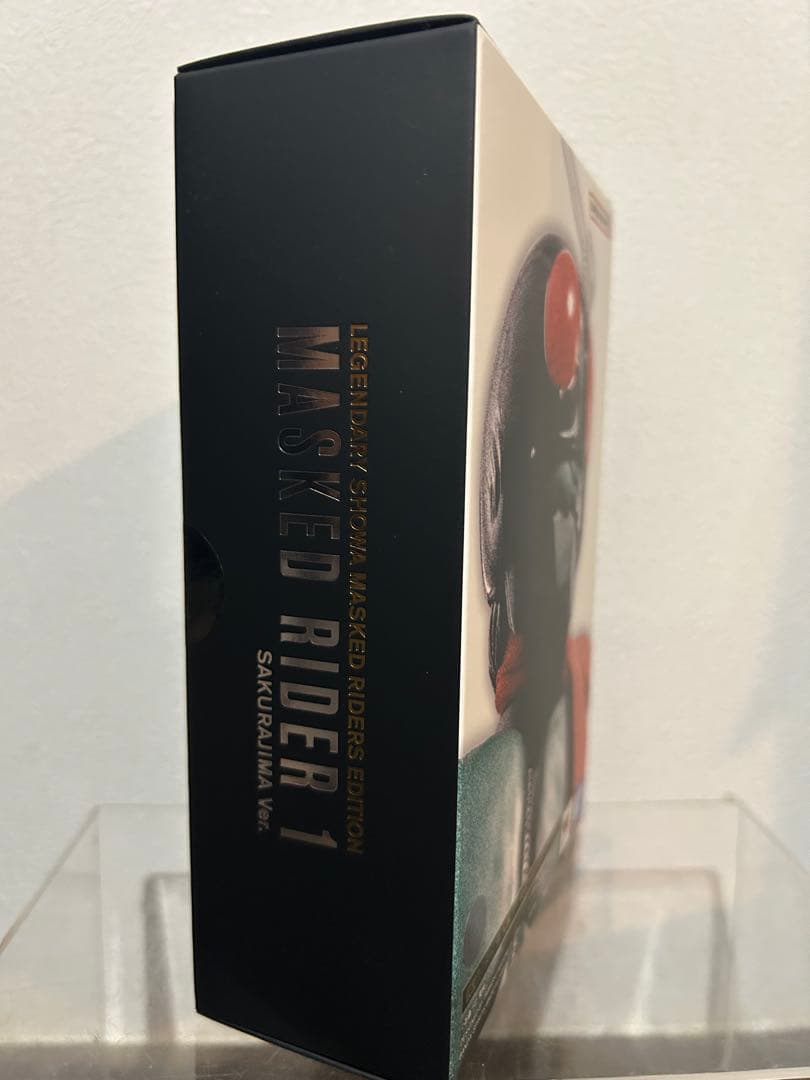 LEGENDARY SHOWA MASKED RIDERS EDITION
MASKED RIDER 1
SAKURAJIMA Ver.